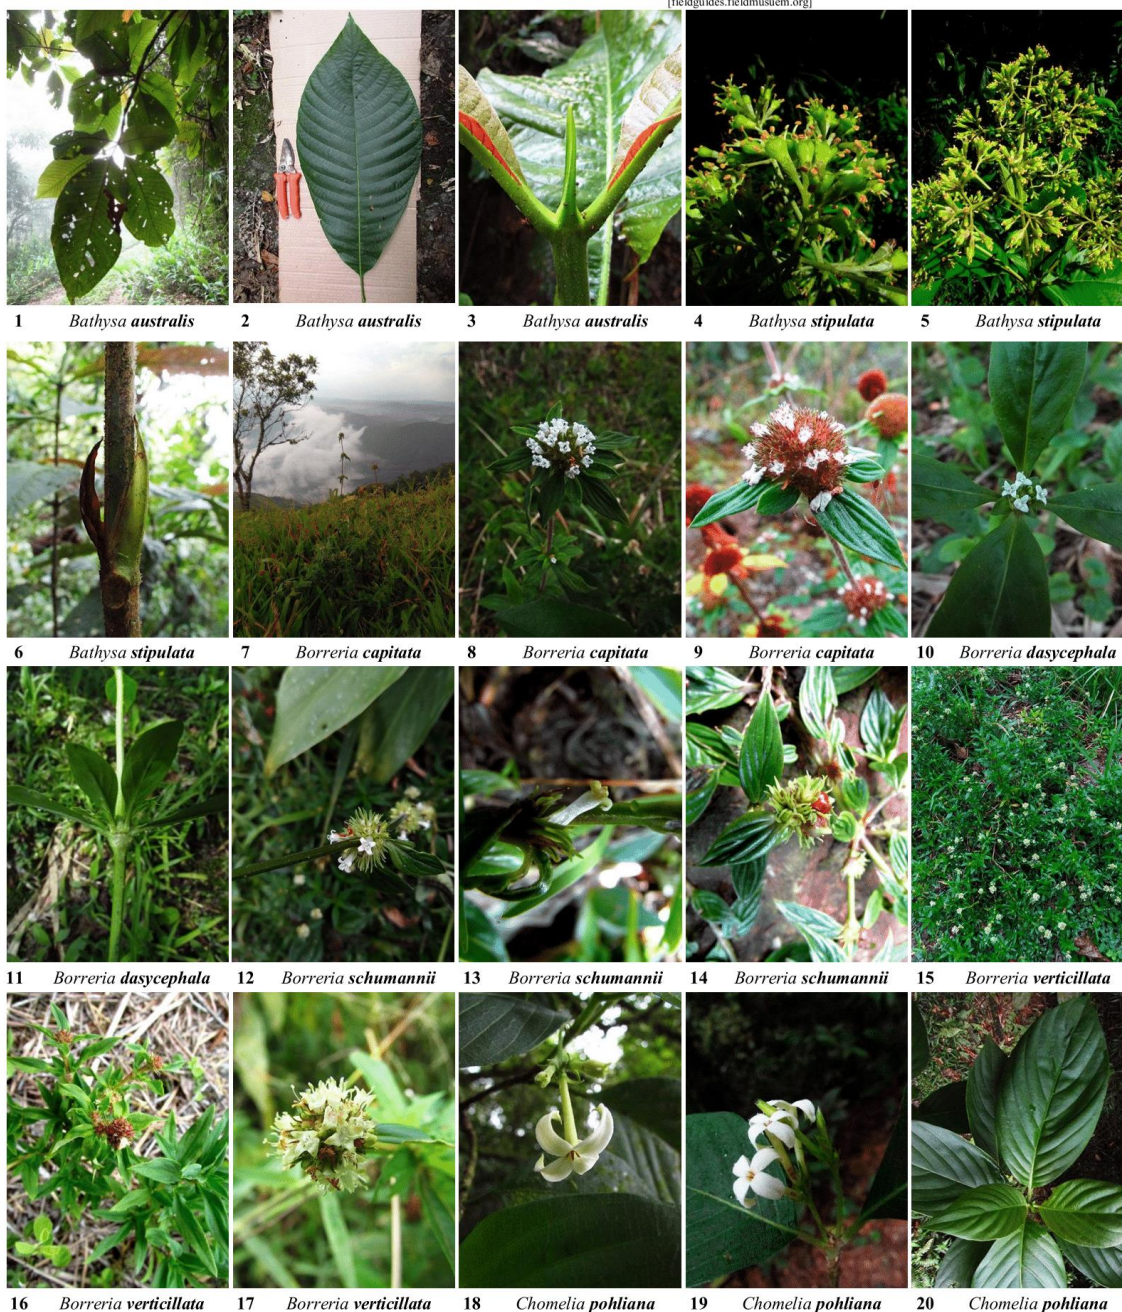 [fieldguides.fieldmusuem.org]
1 Bathysa australis
2 Bathysa australis
3 Bathysa australis
4 Bathysa stipulata
5 Bathysa stipulata
6 Bathysa stipulata
7 Borreria capitata
8 Borreria capitata
9 Borreria capitata
10 Borreria dasycephala
11 Borreria dasycephala
12 Borreria schumannii
13 Borreria schumannii
14 Borreria schumannii
15 Borreria verticillata
16 Borreria verticillata
17 Borreria verticillata
18 Chomelia pohliana
19 Chomelia pohliana
20 Chomelia pohliana